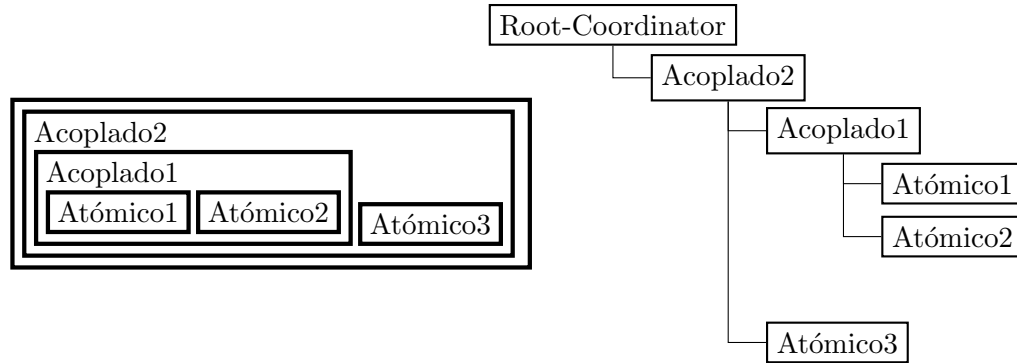 Acoplado2
Acoplado1
Atómico1 Atómico2
Atómico3
Root-Coordinator
Acoplado2
Acoplado1
Atómico1
Atómico2
Atómico3